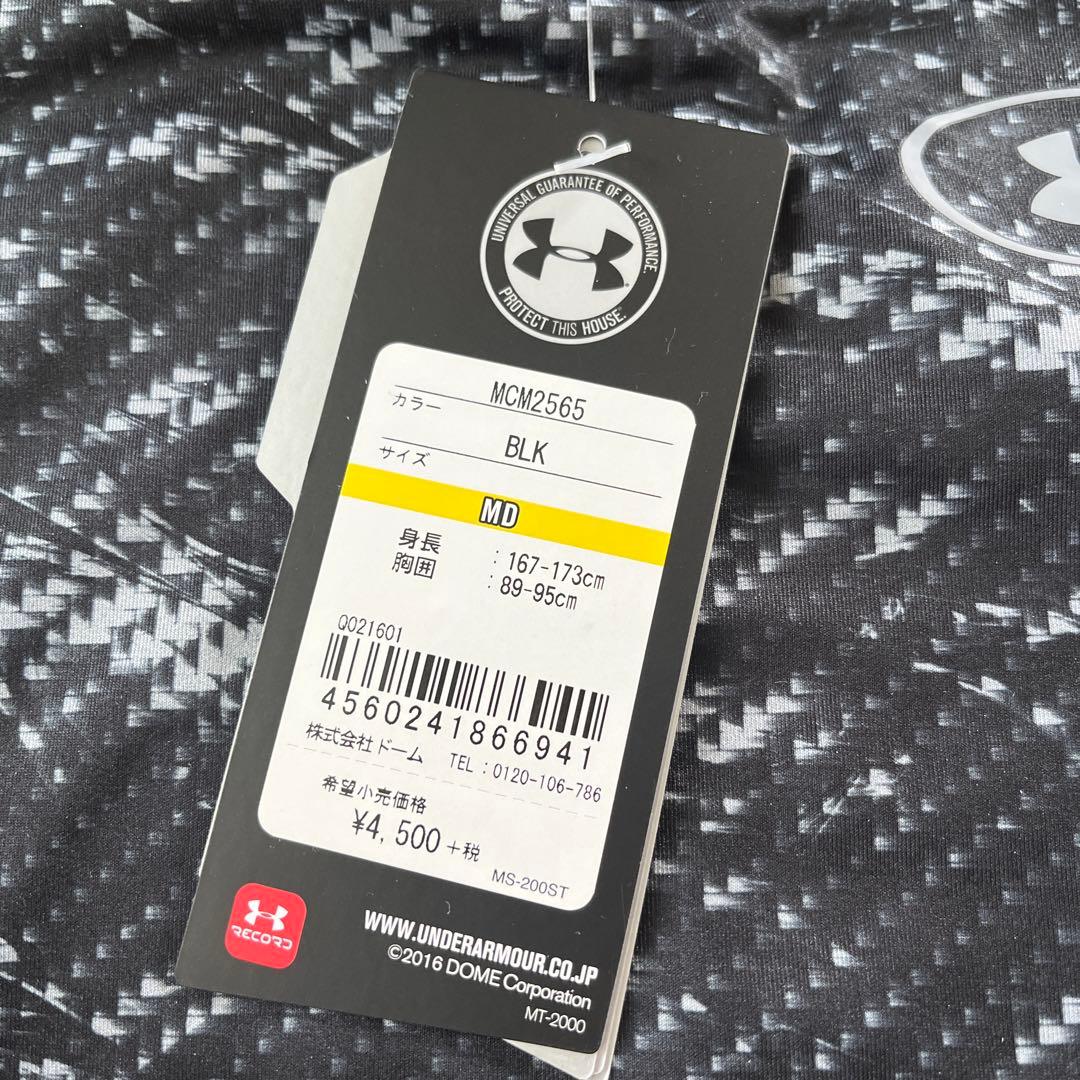 UNIVERSAL GUARANTEE OF PERFORMANCE.
PROTECT THIS HOUSE.
MCM2565
カラー
BLK
サイズ
MD
身長 : 167-173cm
胸囲 : 89-95cm
Q021601
4560241866941
株式会社ドーム TEL:0120-106-786
希望小売価格
¥4,500+税
MS-200ST
RECORD
WWW.UNDERARMOUR.CO.JP
©2016 DOME Corporation
MT-2000